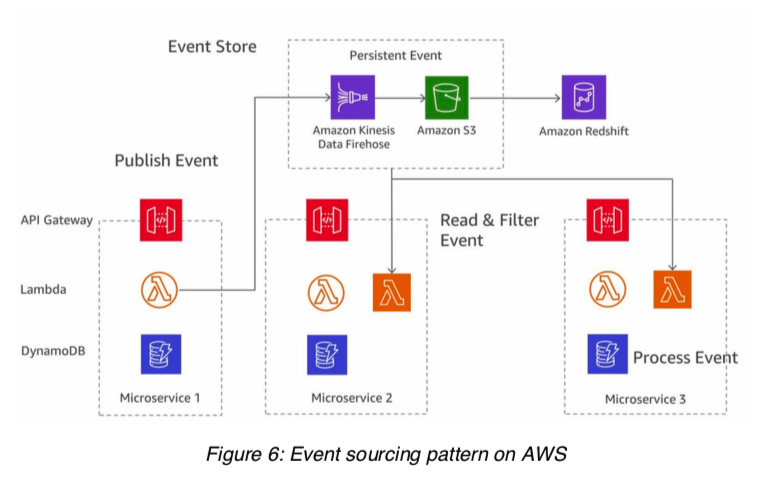 Event Store
Persistent Event
Amazon Kinesis
Data Firehose
Amazon S3
Amazon Redshift
Publish Event
API Gateway
Read & Filter
Event
Lambda
DynamoDB
Process Event
Microservice 1
Microservice 2
Microservice 3
Figure 6: Event sourcing pattern on AWS